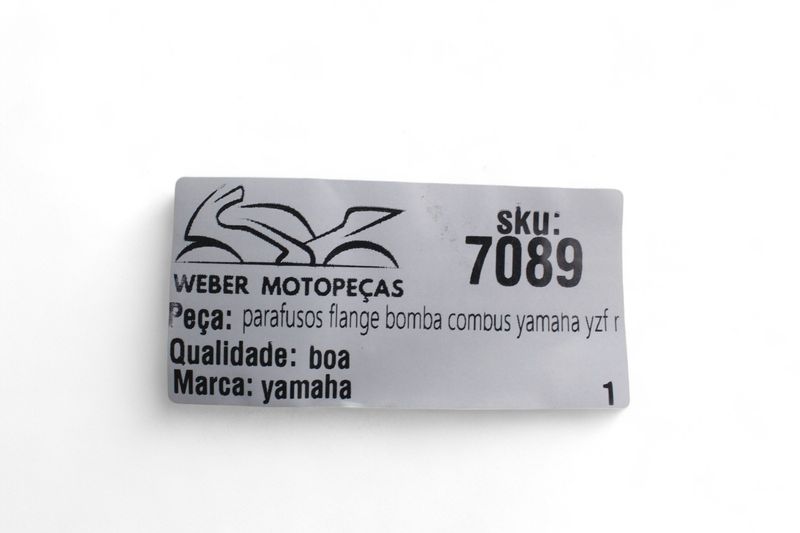 sku:
7089
WEBER MOTOPEÇAS
Peça: parafusos flange bomba combus yamaha yzf r
Qualidade: boa
Marca: yamaha
1